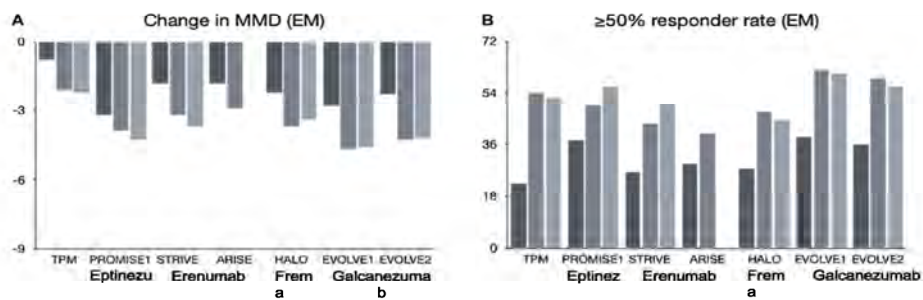 A
Change in MMD (EM)
0
-3
-6
-9
TPM PROMISE1 STRIVE ARISE HALO EVOLVE1 EVOLVE2
Eptinezu Erenumab Frem Galcanezuma
a b
B
≥50% responder rate (EM)
72
54
36
18
0
TPM PROMISE1 STRIVE ARISE HALO EVOLVE1 EVOLVE2
Eptinez Erenumab Frem Galcanezumab
a